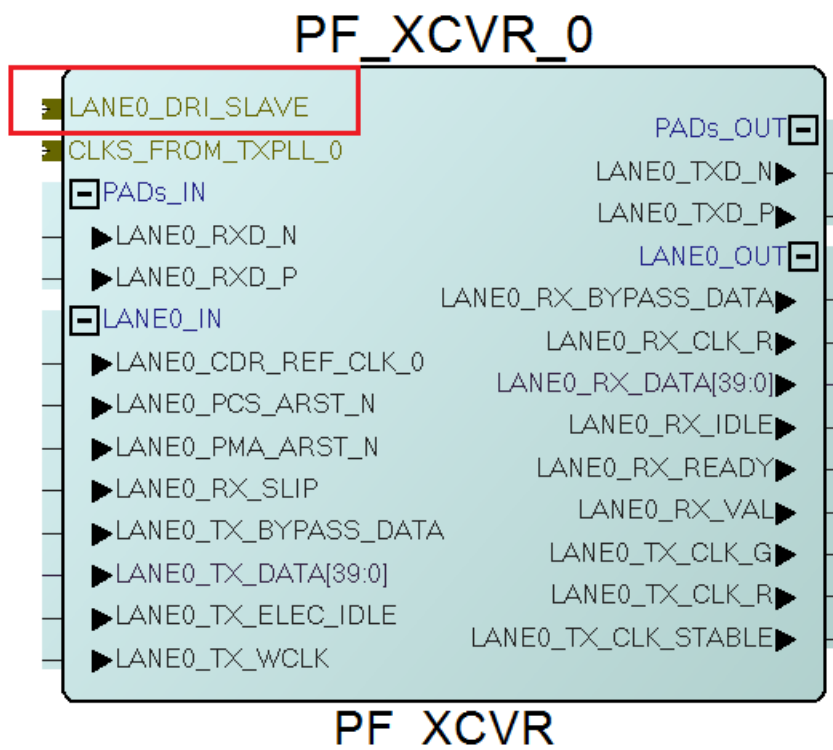 PF_XCVR_0
LANE0_DRI_SLAVE
CLKS_FROM_TXPLL_0
PADs_IN
LANE0_RXD_N
LANE0_RXD_P
LANE0_IN
LANE0_CDR_REF_CLK_0
LANE0_PCS_ARST_N
LANE0_PMA_ARST_N
LANE0_RX_SLIP
LANE0_TX_BYPASS_DATA
LANE0_TX_DATA[39:0]
LANE0_TX_ELEC_IDLE
LANE0_TX_WCLK
PADs_OUT
LANE0_TXD_N
LANE0_TXD_P
LANE0_OUT
LANE0_RX_BYPASS_DATA
LANE0_RX_CLK_R
LANE0_RX_DATA[39:0]
LANE0_RX_IDLE
LANE0_RX_READY
LANE0_RX_VAL
LANE0_TX_CLK_G
LANE0_TX_CLK_R
LANE0_TX_CLK_STABLE
PF_XCVR